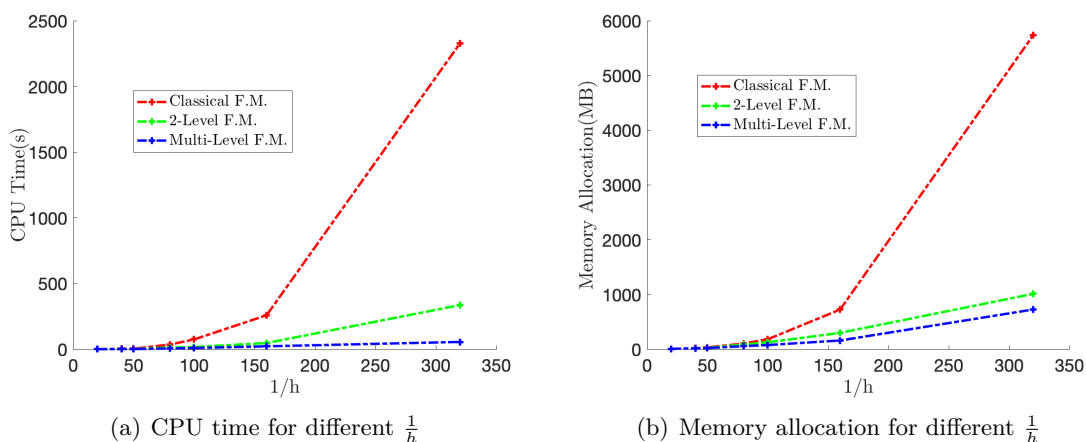 2500
2000
1500
1000
500
0
CPU Time(s)
Classical F.M.
2-Level F.M.
Multi-Level F.M.
0 50 100 150 200 250 300 350
1/h
(a) CPU time for different 1/h
6000
5000
4000
3000
2000
1000
0
Memory Allocation(MB)
Classical F.M.
2-Level F.M.
Multi-Level F.M.
0 50 100 150 200 250 300 350
1/h
(b) Memory allocation for different 1/h